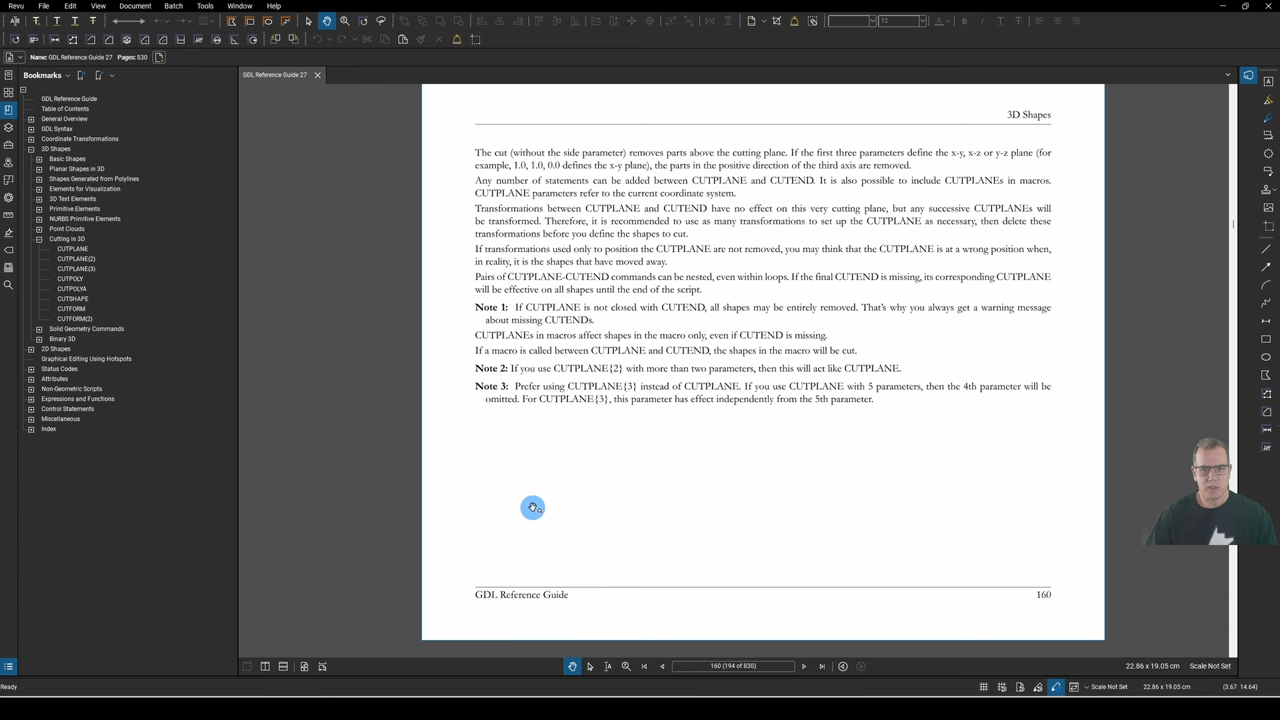 Revu File Edit View Document Batch Tools Window Help
12
Name: GDL Reference Guide 27 Pages: 830
Bookmarks
GDL Reference Guide 27
GDL Reference Guide
Table of Contents
General Overview
GDL Syntax
Coordinate Transformations
3D Shapes
Basic Shapes
Planar Shapes in 3D
Shapes Generated from Polylines
Elements for Visualization
3D Text Elements
Primitive Elements
NURBS Primitive Elements
Point Clouds
Cutting in 3D
CUTPLANE
CUTPLANE{2}
CUTPLANE{3}
CUTPOLY
CUTPOLYA
CUTSHAPE
CUTFORM
CUTFORM{2}
Solid Geometry Commands
Binary 3D
2D Shapes
Graphical Editing Using Hotspots
Status Codes
Attributes
Non-Geometric Scripts
Expressions and Functions
Control Statements
Miscellaneous
Index
3D Shapes
The cut (without the side parameter) removes parts above the cutting plane. If the first three parameters define the x-y, x-z or y-z plane (for
example, 1.0, 1.0, 0.0 defines the x-y plane), the parts in the positive direction of the third axis are removed.
Any number of statements can be added between CUTPLANE and CUTEND. It is also possible to include CUTPLANEs in macros.
CUTPLANE parameters refer to the current coordinate system.
Transformations between CUTPLANE and CUTEND have no effect on this very cutting plane, but any successive CUTPLANEs will
be transformed. Therefore, it is recommended to use as many transformations to set up the CUTPLANE as necessary, then delete these
transformations before you define the shapes to cut.
If transformations used only to position the CUTPLANE are not removed, you may think that the CUTPLANE is at a wrong position when,
in reality, it is the shapes that have moved away.
Pairs of CUTPLANE-CUTEND commands can be nested, even within loops. If the final CUTEND is missing, its corresponding CUTPLANE
will be effective on all shapes until the end of the script.
Note 1: If CUTPLANE is not closed with CUTEND, all shapes may be entirely removed. That's why you always get a warning message
about missing CUTENDs.
CUTPLANEs in macros affect shapes in the macro only, even if CUTEND is missing.
If a macro is called between CUTPLANE and CUTEND, the shapes in the macro will be cut.
Note 2: If you use CUTPLANE{2} with more than two parameters, then this will act like CUTPLANE.
Note 3: Prefer using CUTPLANE{3} instead of CUTPLANE. If you use CUTPLANE with 5 parameters, then the 4th parameter will be
omitted. For CUTPLANE{3}, this parameter has effect independently from the 5th parameter.
GDL Reference Guide 160
160 (194 of 830)
22.86 x 19.05 cm Scale Not Set
Ready
Scale Not Set 22.86 x 19.05 cm (3.67 14.64)